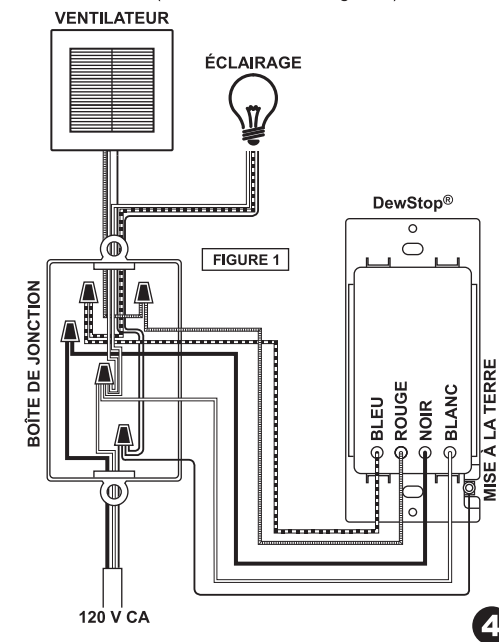 VENTILATEUR
ÉCLAIRAGE
DewStop®
FIGURE 1
BOÎTE DE JONCTION
BLEU
ROUGE
NOIR
BLANC
MISE À LA TERRE
120 V CA
4